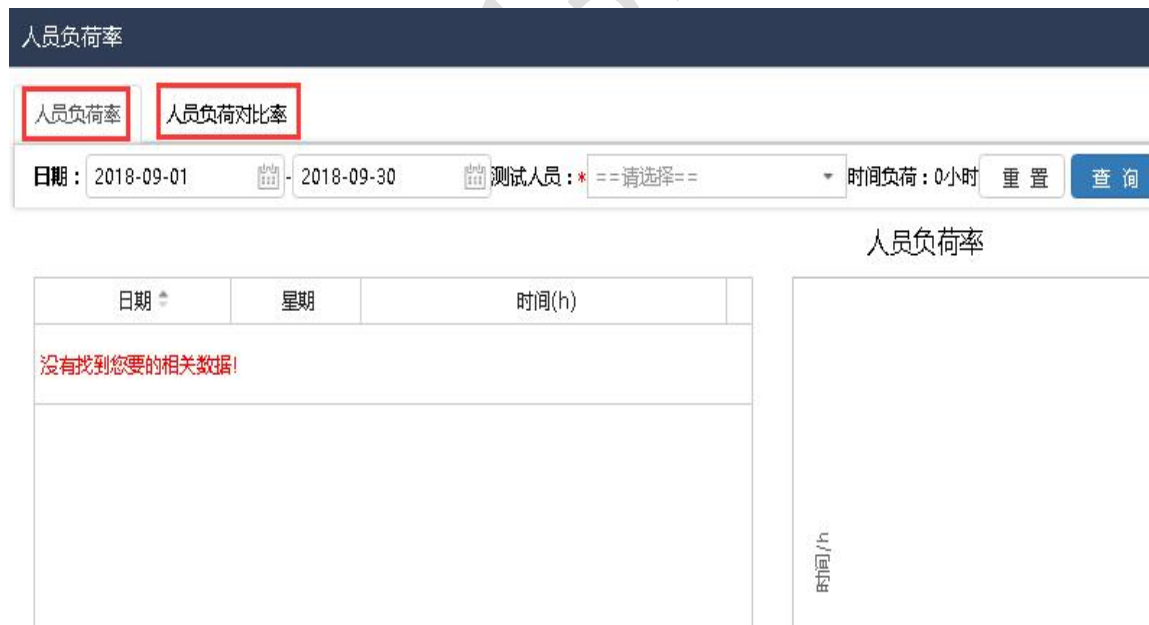 人员负荷率
人员负荷率 人员负荷对比率
日期：2018-09-01 - 2018-09-30 测试人员：* ==请选择== 时间负荷：0小时 重置 查询
人员负荷率
日期 星期 时间(h)
没有找到您要的相关数据!
时间/h